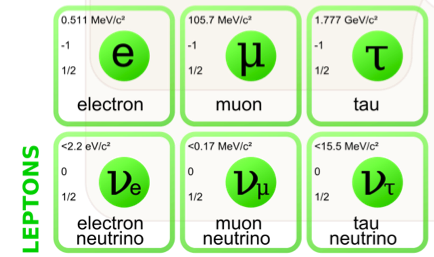 0.511 MeV/c²
-1
1/2
e
electron
105.7 MeV/c²
-1
1/2
μ
muon
1.777 GeV/c²
-1
1/2
τ
tau
LEPTONS
<2.2 eV/c²
0
1/2
νe
electron
neutrino
<0.17 MeV/c²
0
1/2
νμ
muon
neutrino
<15.5 MeV/c²
0
1/2
ντ
tau
neutrino